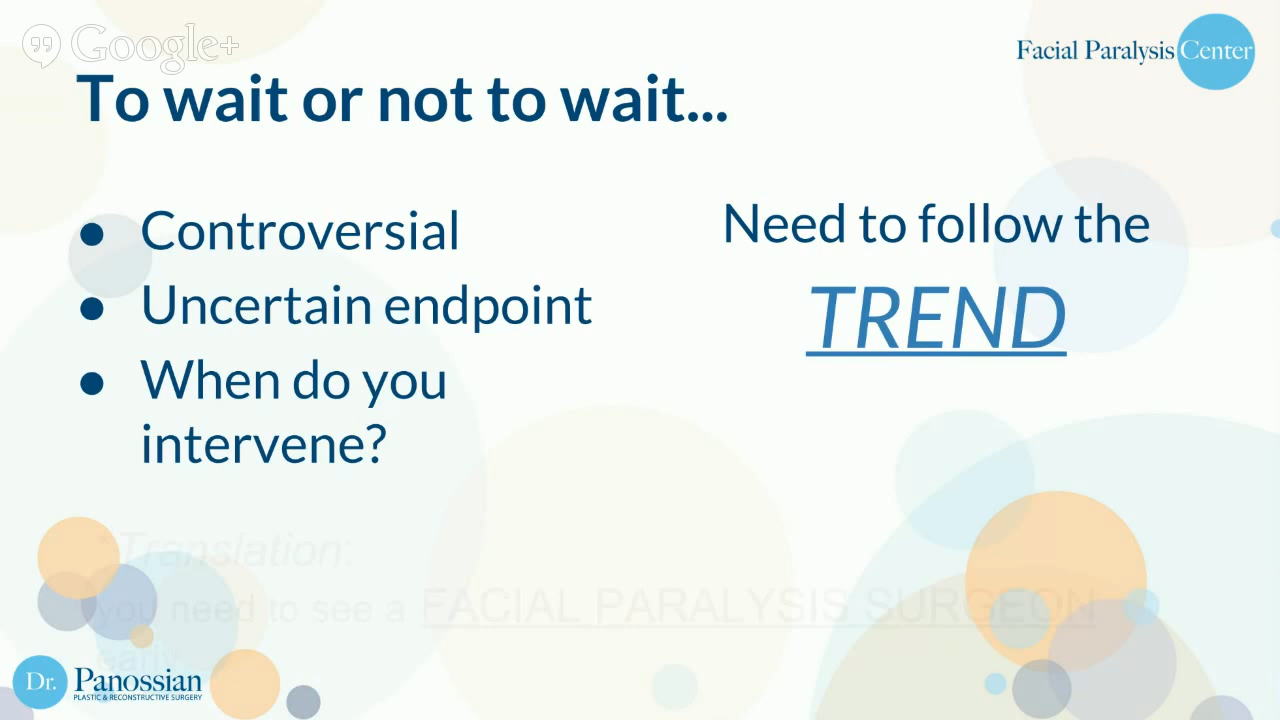 Google+
Facial Paralysis Center
To wait or not to wait...
● Controversial
● Uncertain endpoint
● When do you
intervene?
Need to follow the
TREND
*Translation:
you need to see a FACIAL PARALYSIS SURGEON
early...
Dr. Panossian
PLASTIC & RECONSTRUCTIVE SURGERY